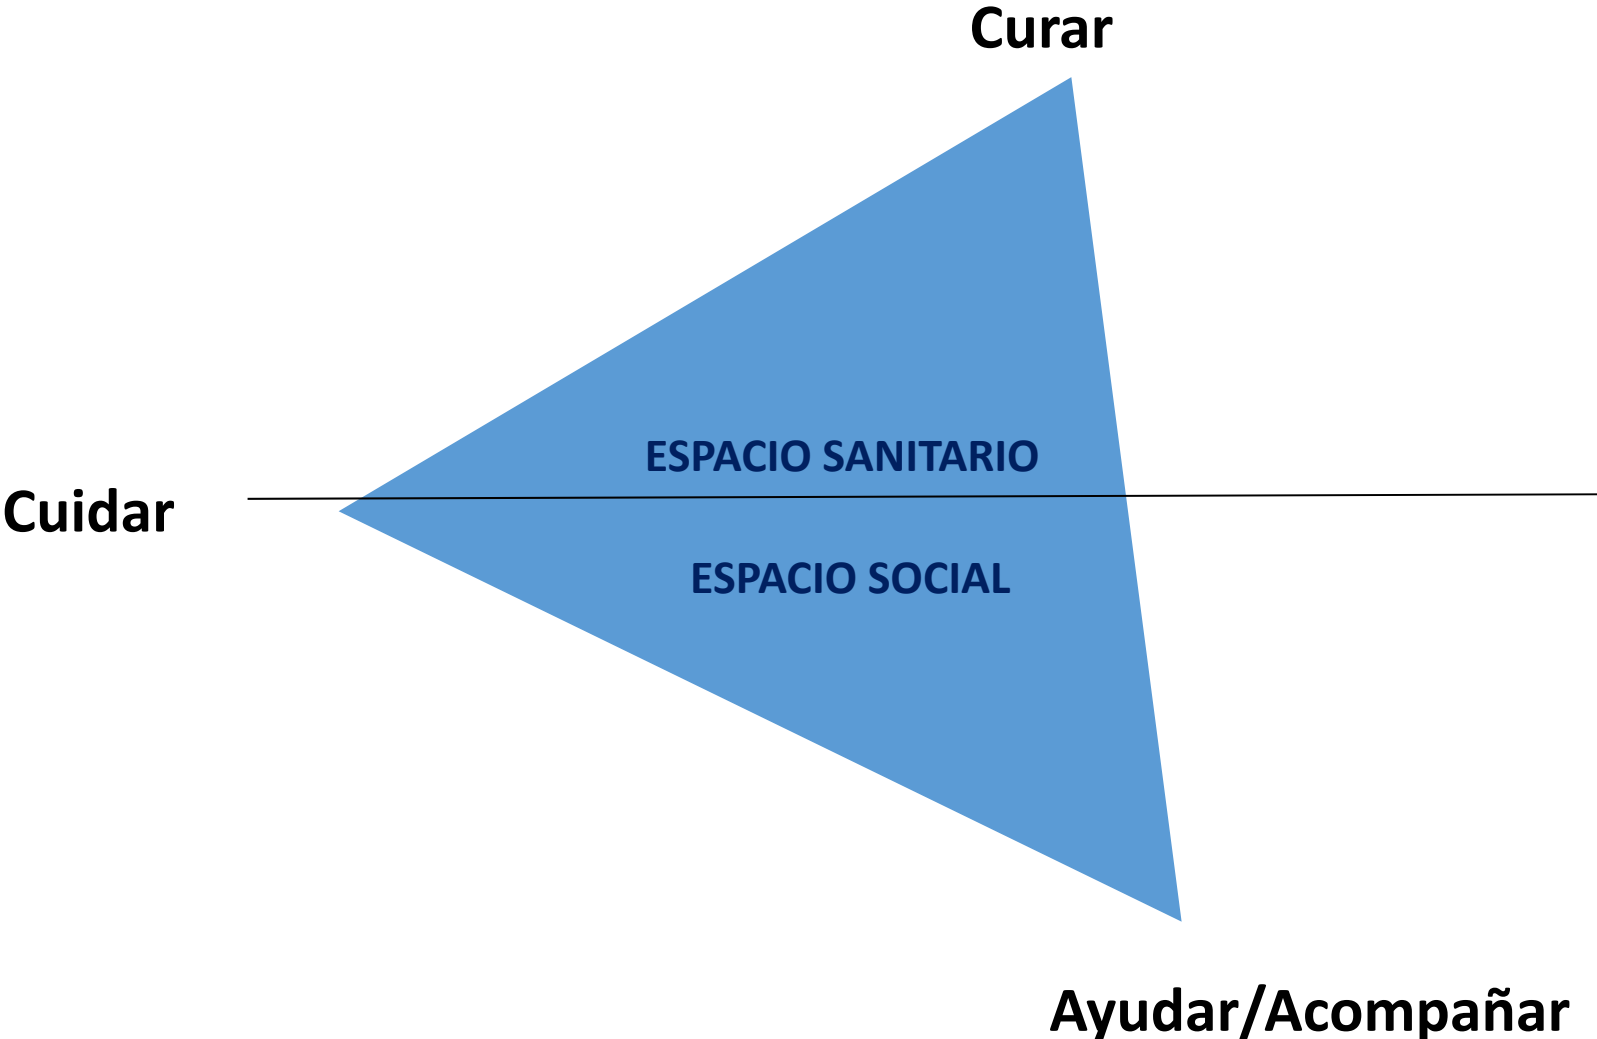 Curar
ESPACIO SANITARIO
Cuidar
ESPACIO SOCIAL
Ayudar/Acompañar